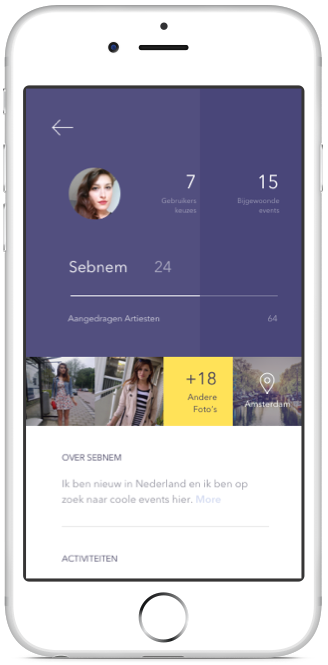 7
15
Gebruikers
keuzes
Bijgewoonde
events
Sebnem 24
Aangedragen Artiesten 64
+18
Andere
Foto's
Amsterdam
OVER SEBNEM
Ik ben nieuw in Nederland en ik ben op
zoek naar coole events hier. More
ACTIVITEITEN